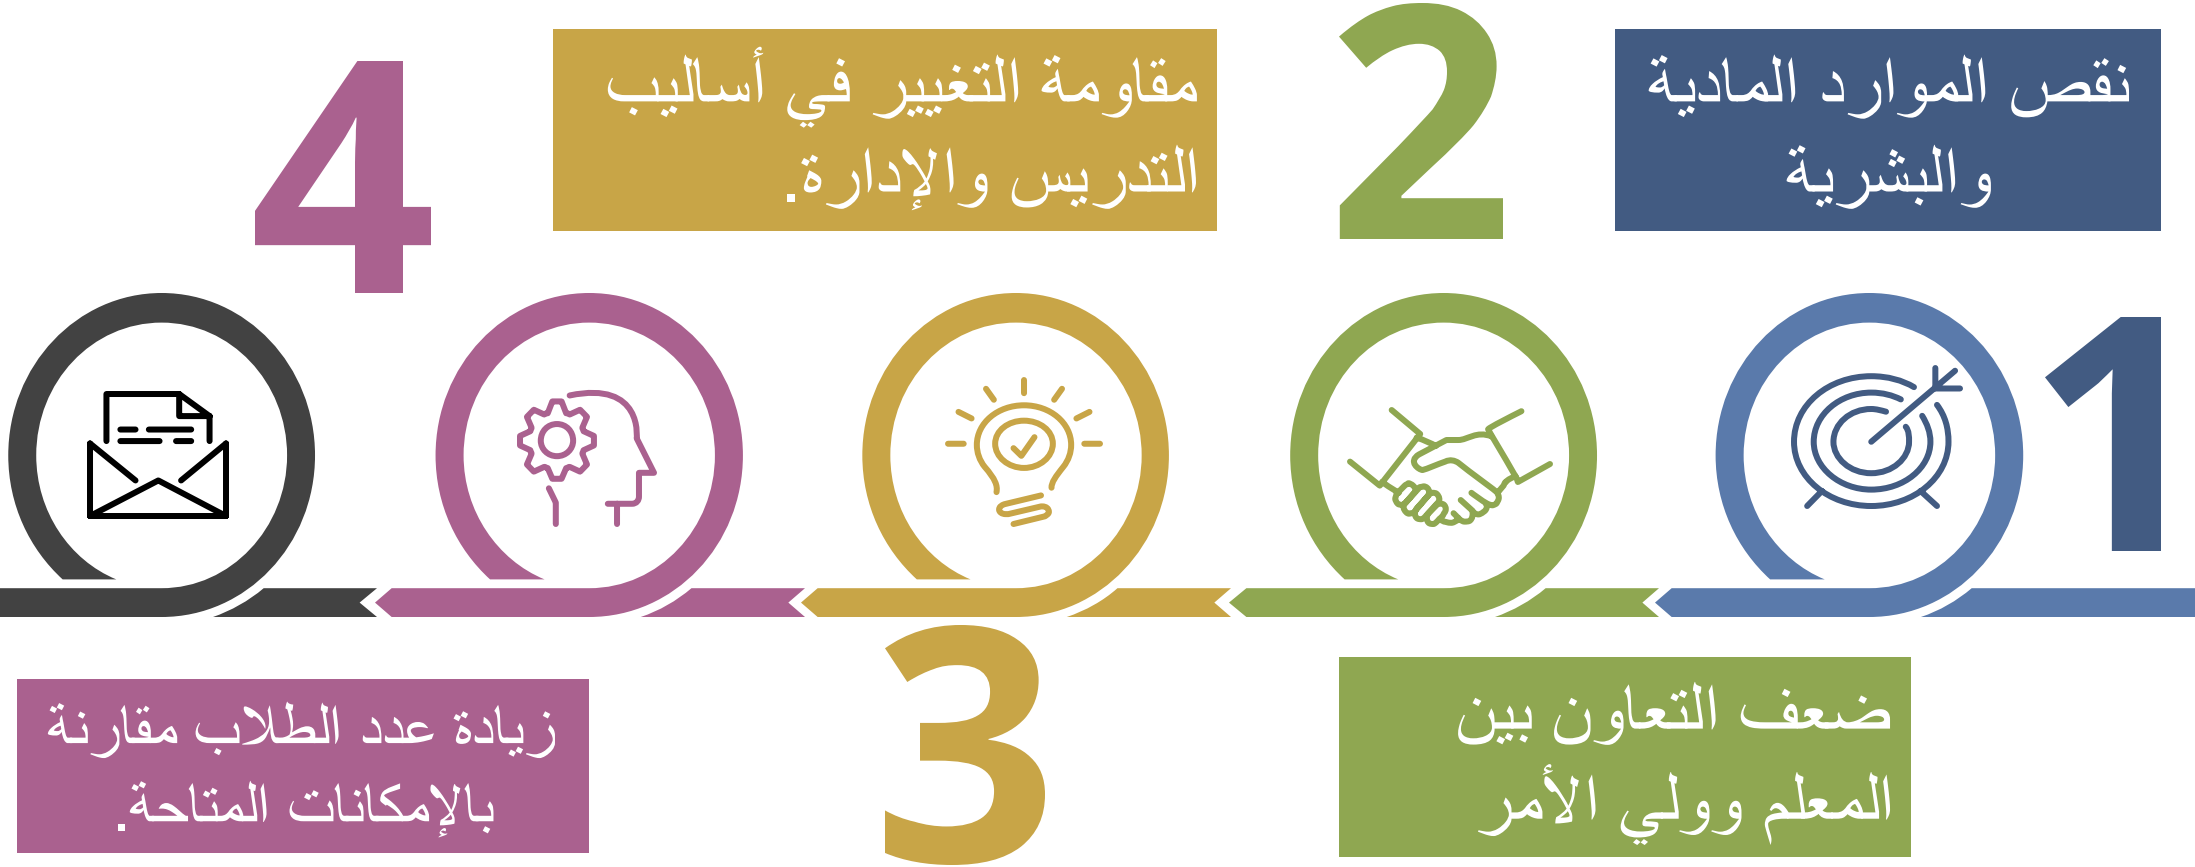 1
نقص الموارد المادية
والبشرية
2
ضعف التعاون بين
المعلم وولي الأمر
3
مقاومة التغيير في أساليب
التدريس والإدارة.
4
زيادة عدد الطلاب مقارنة
بالإمكانات المتاحة.